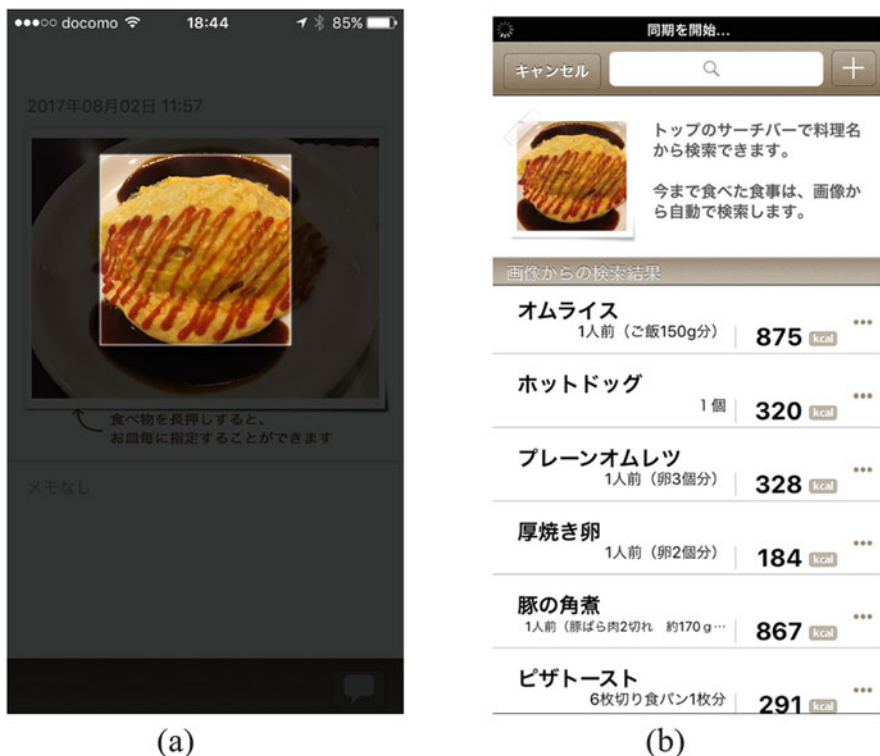 docomo 18:44 85%
2017年08月02日 11:57
食べ物を長押しすると、
お皿毎に指定することができます
メモなし
(a)
同期を開始...
キャンセル
トップのサーチバーで料理名
から検索できます。
今まで食べた食事は、画像か
ら自動で検索します。
画像からの検索結果
オムライス
1人前（ご飯150g分） 875 kcal
ホットドッグ
1個 320 kcal
プレーンオムレツ
1人前（卵3個分） 328 kcal
厚焼き卵
1人前（卵2個分） 184 kcal
豚の角煮
1人前（豚ばら肉2切れ　約170g… 867 kcal
ピザトースト
6枚切り食パン1枚分 291 kcal
(b)